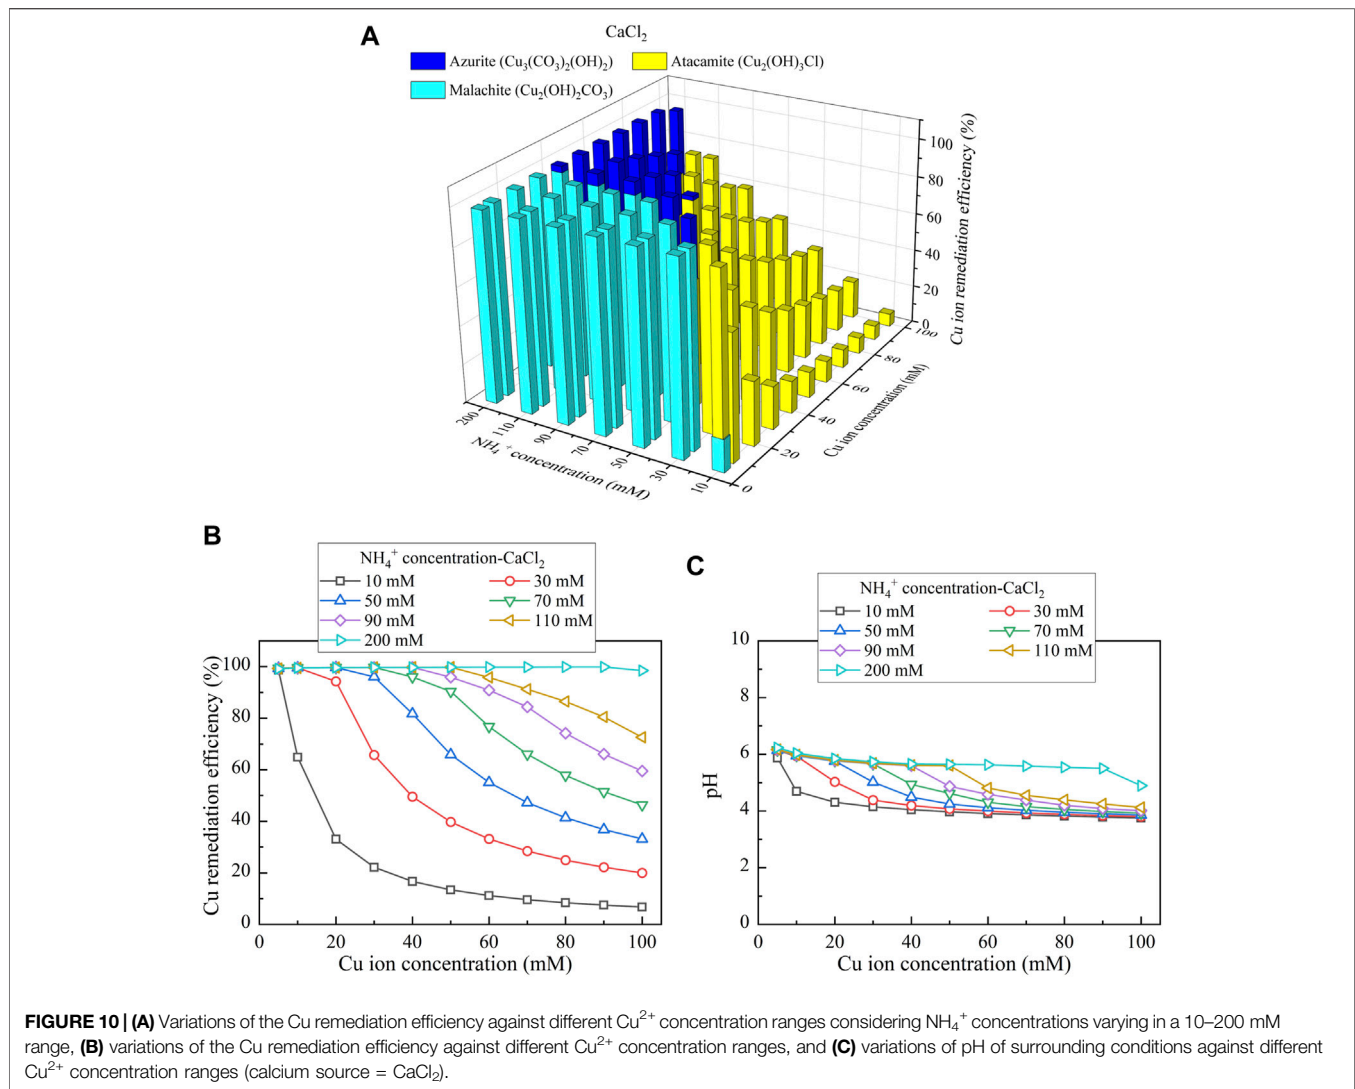 A
CaCl₂
Azurite (Cu₃(CO₃)₂(OH)₂)
Atacamite (Cu₂(OH)₃Cl)
Malachite (Cu₂(OH)₂CO₃)
100
80
60
40
20
0
Cu ion remediation efficiency (%)
100
80
60
40
20
0
Cu ion concentration (mM)
200
110
90
70
50
30
10
NH₄⁺ concentration (mM)
B
NH₄⁺ concentration-CaCl₂
10 mM
30 mM
50 mM
70 mM
90 mM
110 mM
200 mM
100
80
60
40
20
0
Cu remediation efficiency (%)
0 20 40 60 80 100
Cu ion concentration (mM)
C
NH₄⁺ concentration-CaCl₂
10 mM
30 mM
50 mM
70 mM
90 mM
110 mM
200 mM
10
8
6
4
2
0
pH
0 20 40 60 80 100
Cu ion concentration (mM)
FIGURE 10 | (A) Variations of the Cu remediation efficiency against different Cu²⁺ concentration ranges considering NH₄⁺ concentrations varying in a 10–200 mM
range, (B) variations of the Cu remediation efficiency against different Cu²⁺ concentration ranges, and (C) variations of pH of surrounding conditions against different
Cu²⁺ concentration ranges (calcium source = CaCl₂).